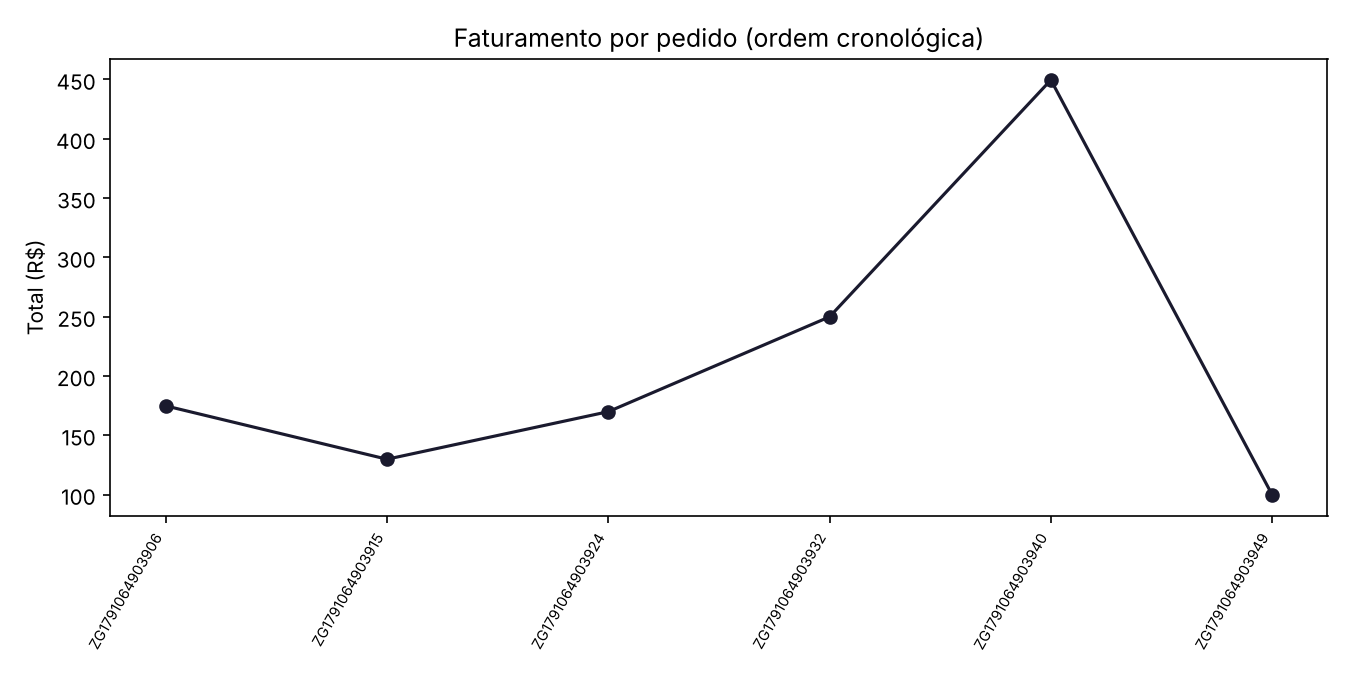 Faturamento por pedido (ordem cronológica)
Total (R$)
450
400
350
300
250
200
150
100
ZG1791064903906
ZG1791064903915
ZG1791064903924
ZG1791064903932
ZG1791064903940
ZG1791064903949